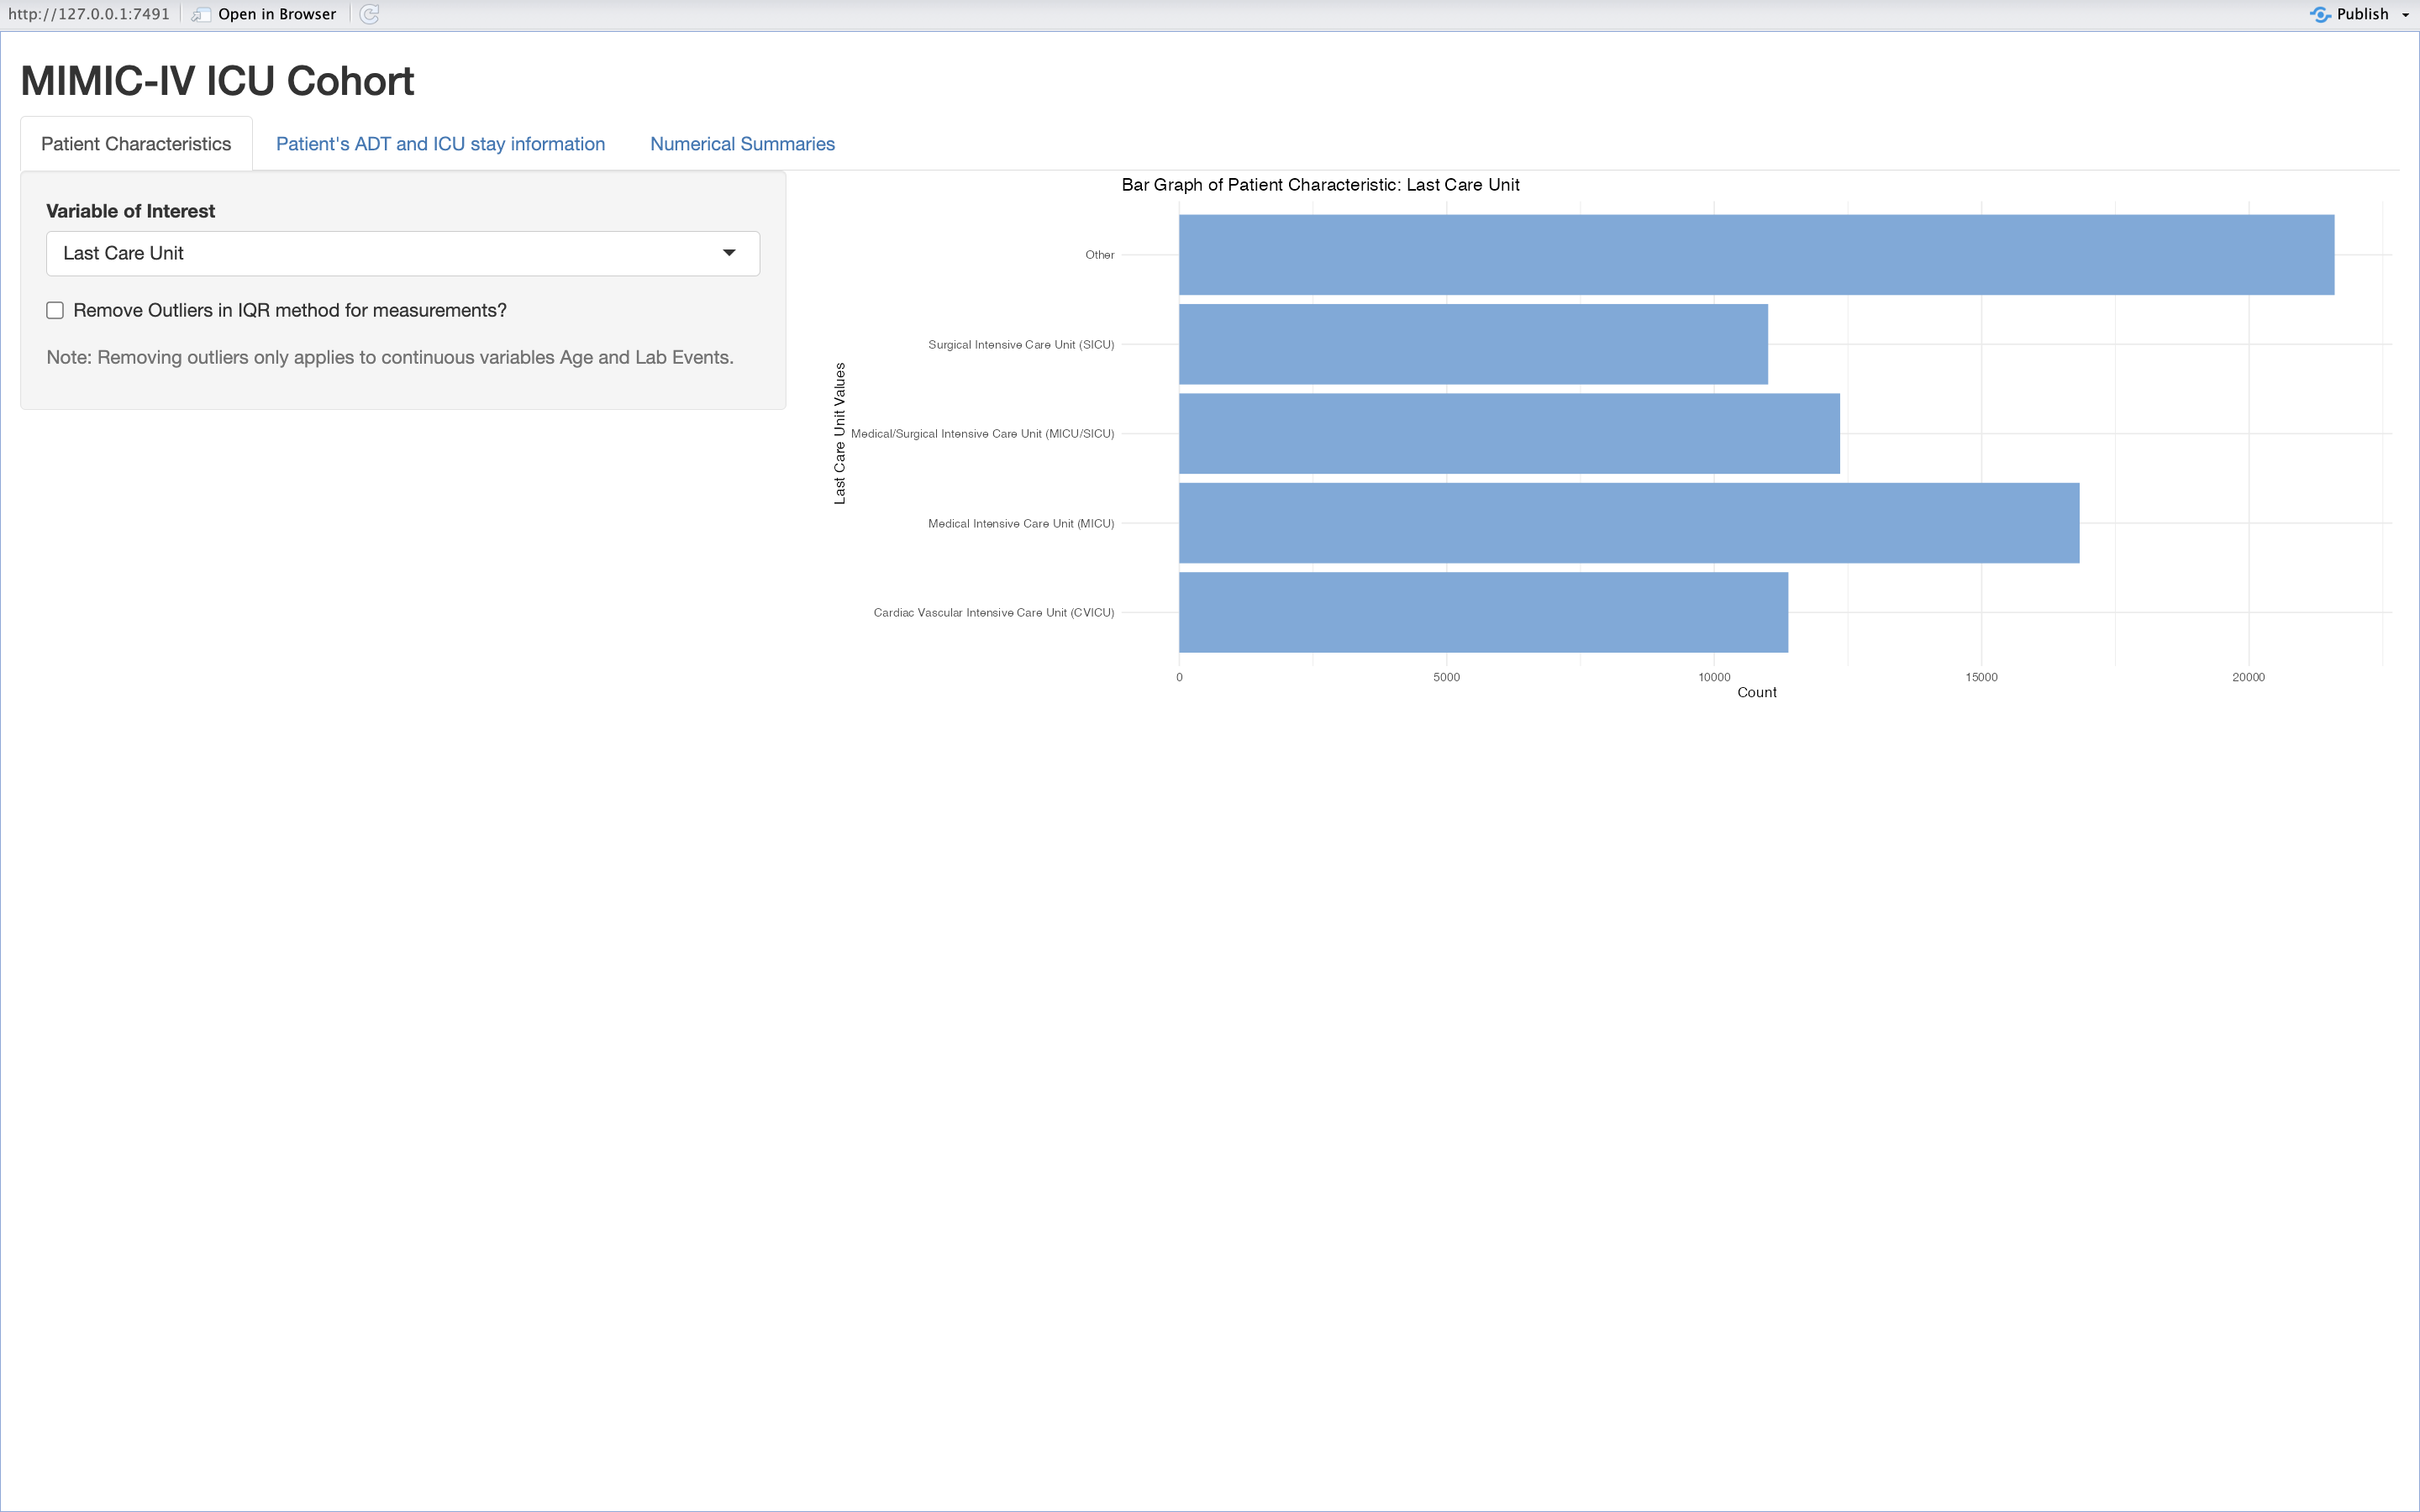 http://127.0.0.1:7491 Open in Browser Publish
MIMIC-IV ICU Cohort
Patient Characteristics Patient's ADT and ICU stay information Numerical Summaries
Variable of Interest
Last Care Unit
Remove Outliers in IQR method for measurements?
Note: Removing outliers only applies to continuous variables Age and Lab Events.
Bar Graph of Patient Characteristic: Last Care Unit
Last Care Unit Values
Other
Surgical Intensive Care Unit (SICU)
Medical/Surgical Intensive Care Unit (MICU/SICU)
Medical Intensive Care Unit (MICU)
Cardiac Vascular Intensive Care Unit (CVICU)
0 5000 10000 15000 20000
Count